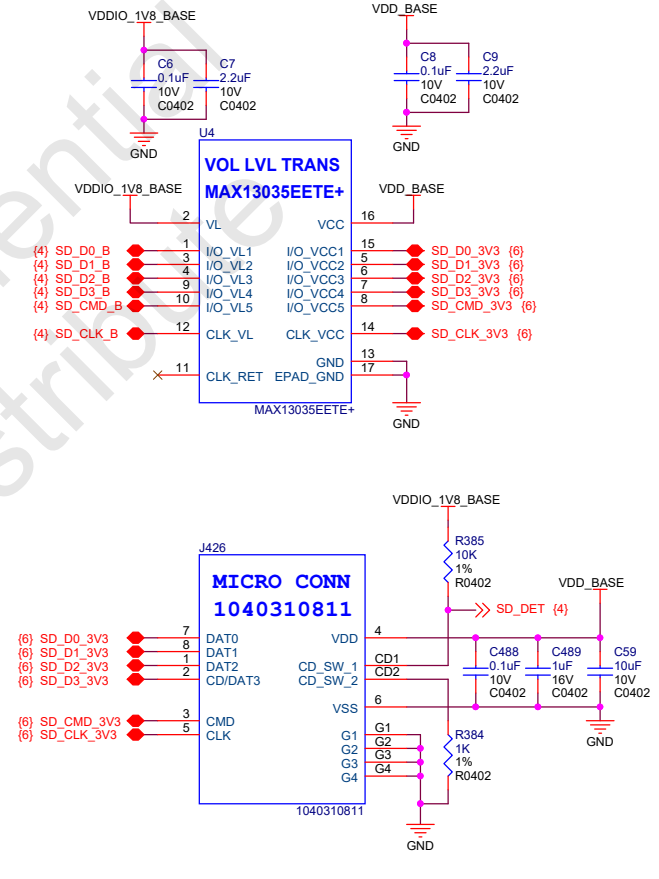 VDDIO_1V8_BASE
C6
0.1uF
10V
C0402
C7
2.2uF
10V
C0402
GND
VDD_BASE
C8
0.1uF
10V
C0402
C9
2.2uF
10V
C0402
GND
U4
VOL LVL TRANS
MAX13035EETE+
VDDIO_1V8_BASE
VDD_BASE
2 VL VCC 16
{4} SD_D0_B 1 I/O_VL1 I/O_VCC1 15 SD_D0_3V3 {6}
{4} SD_D1_B 3 I/O_VL2 I/O_VCC2 5 SD_D1_3V3 {6}
{4} SD_D2_B 4 I/O_VL3 I/O_VCC3 6 SD_D2_3V3 {6}
{4} SD_D3_B 9 I/O_VL4 I/O_VCC4 7 SD_D3_3V3 {6}
{4} SD_CMD_B 10 I/O_VL5 I/O_VCC5 8 SD_CMD_3V3 {6}
{4} SD_CLK_B 12 CLK_VL CLK_VCC 14 SD_CLK_3V3 {6}
GND 13
11 CLK_RET EPAD_GND 17
MAX13035EETE+
GND
VDDIO_1V8_BASE
R385
10K
1%
R0402
SD_DET {4}
VDD_BASE
J426
MICRO CONN
1040310811
{6} SD_D0_3V3 7 DAT0 VDD 4
{6} SD_D1_3V3 8 DAT1
{6} SD_D2_3V3 1 DAT2 CD_SW_1 CD1
{6} SD_D3_3V3 2 CD/DAT3 CD_SW_2 CD2
VSS 6
{6} SD_CMD_3V3 3 CMD
{6} SD_CLK_3V3 5 CLK
G1 G1
G2 G2
G3 G3
G4 G4
1040310811
C488
0.1uF
10V
C0402
C489
1uF
16V
C0402
C59
10uF
10V
C0402
GND
R384
1K
1%
R0402
GND